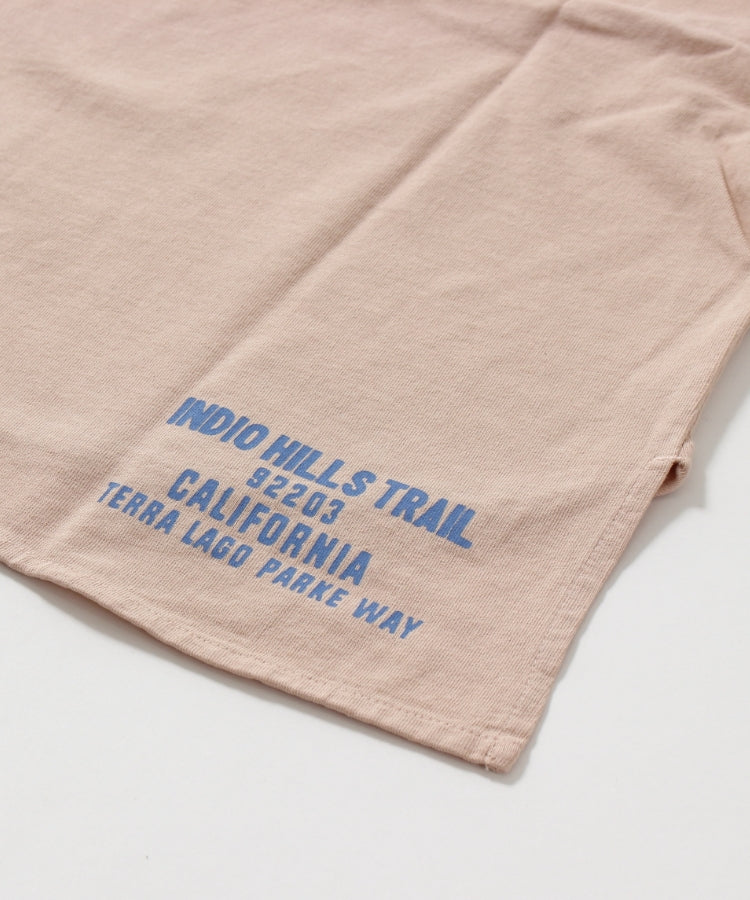 INDIO HILLS TRAIL
92203
CALIFORNIA
TERRA LAGO PARKE WAY